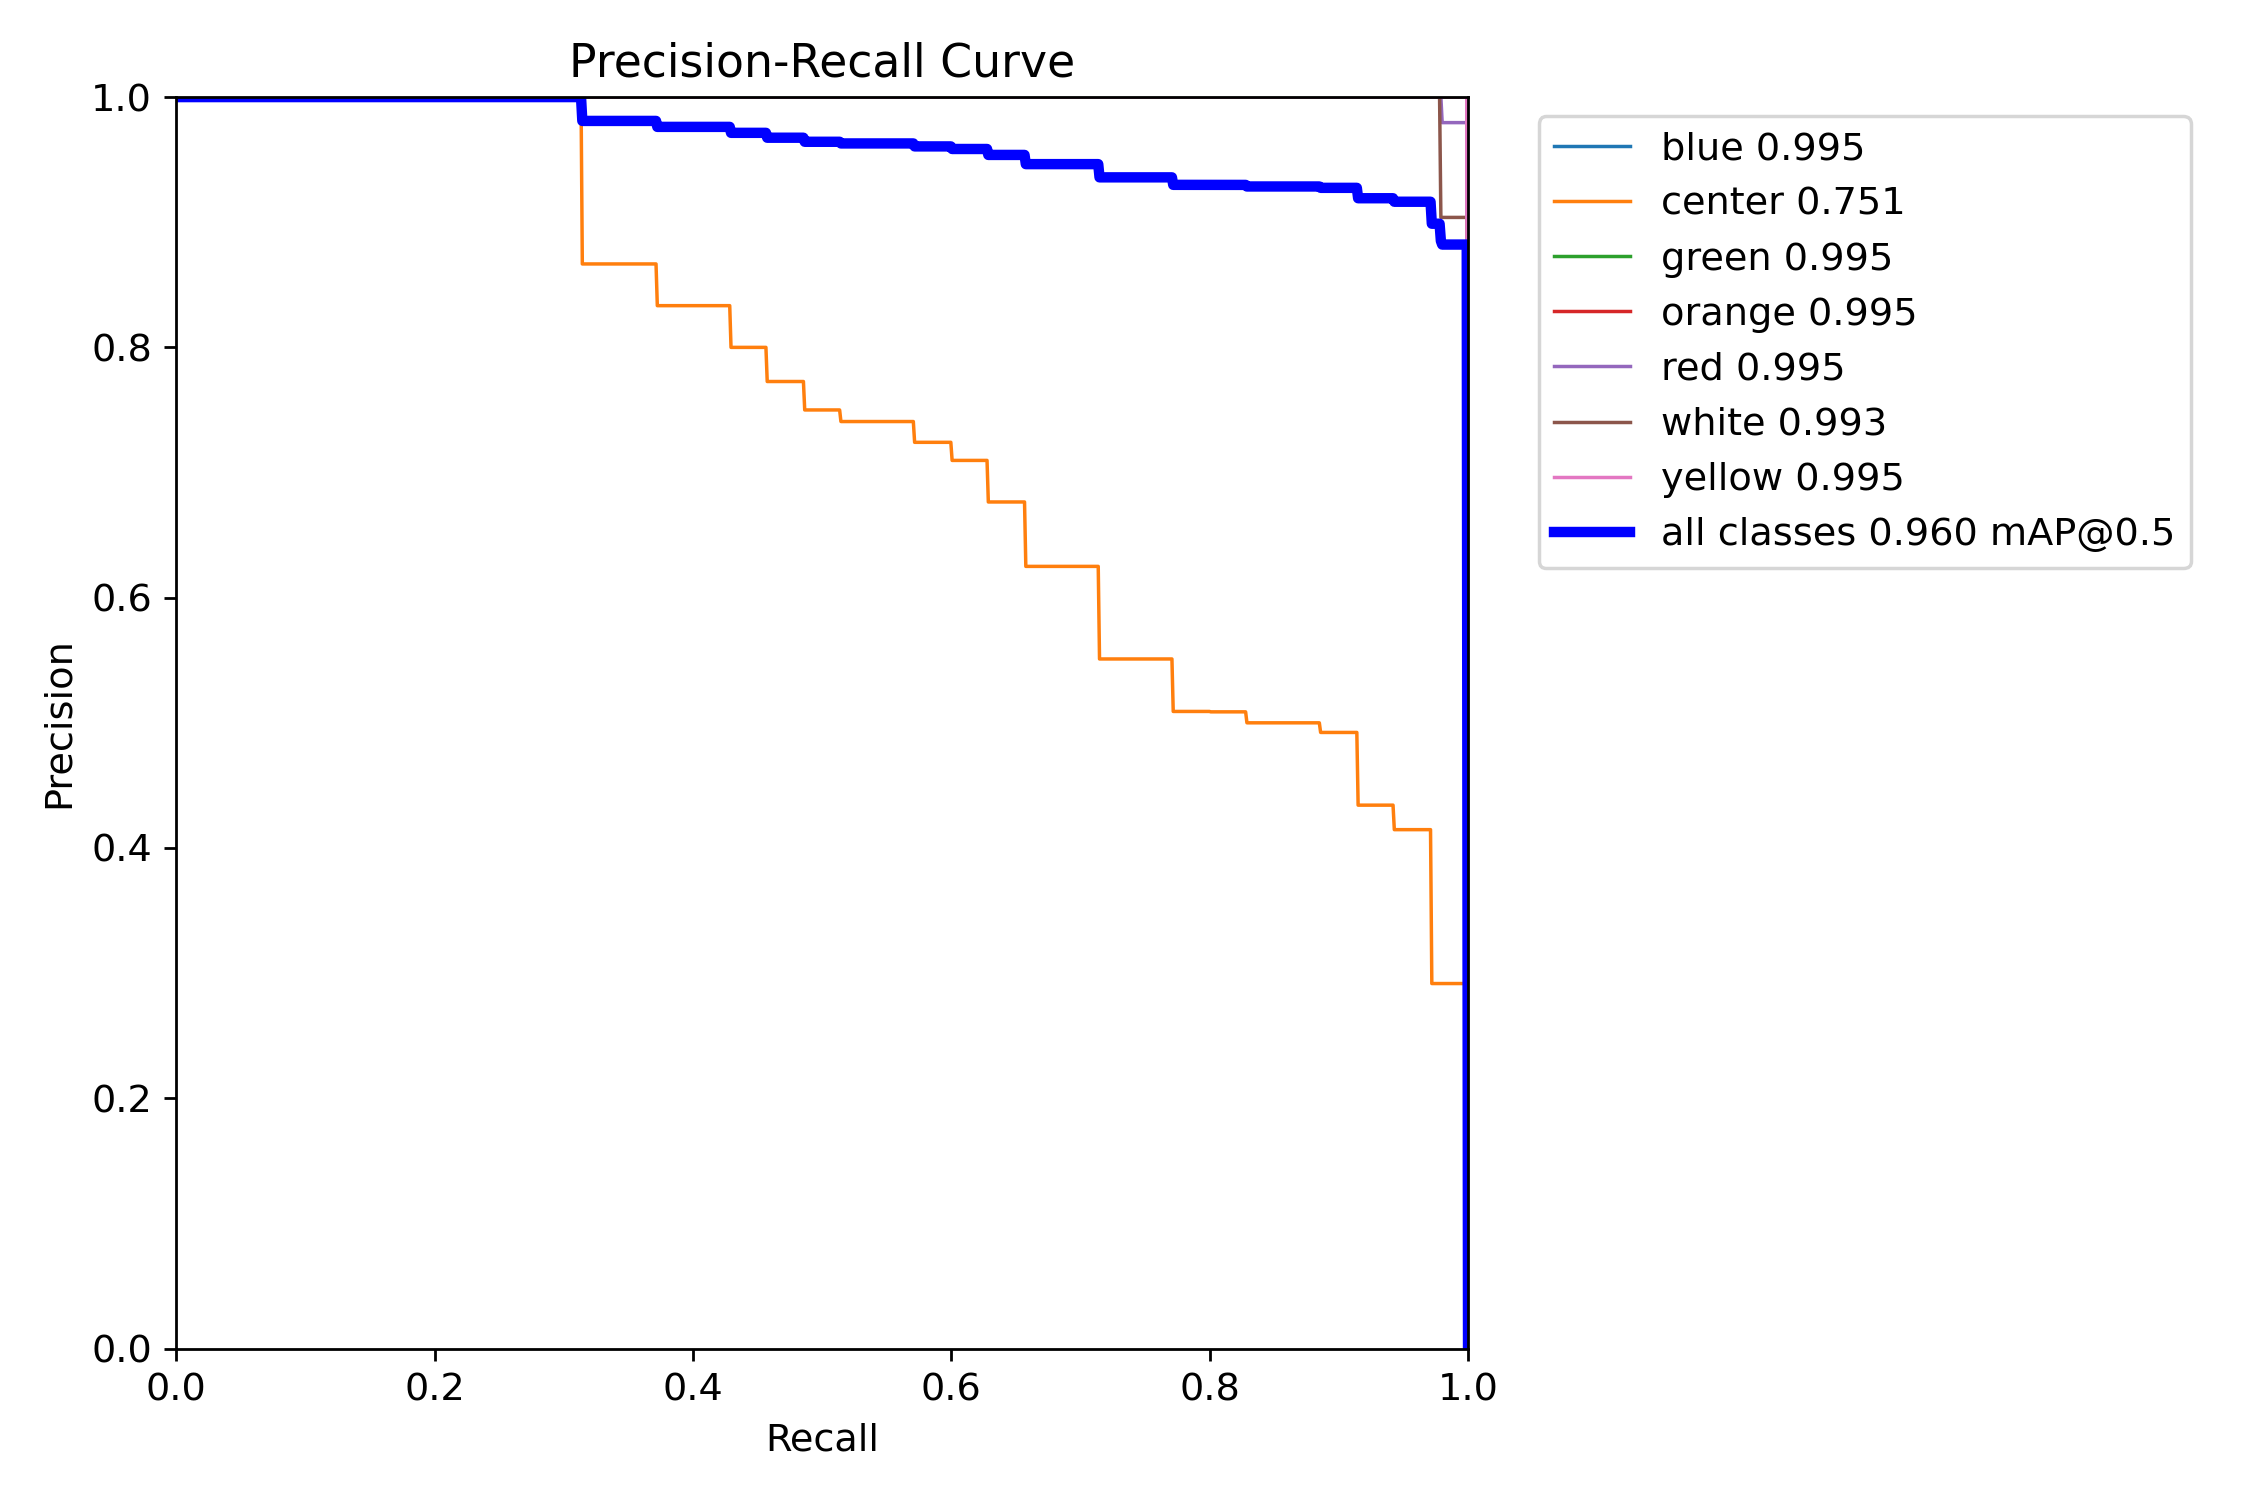 Precision-Recall Curve
1.0
0.8
0.6
0.4
0.2
0.0
Precision
0.0 0.2 0.4 0.6 0.8 1.0
Recall
blue 0.995
center 0.751
green 0.995
orange 0.995
red 0.995
white 0.993
yellow 0.995
all classes 0.960 mAP@0.5